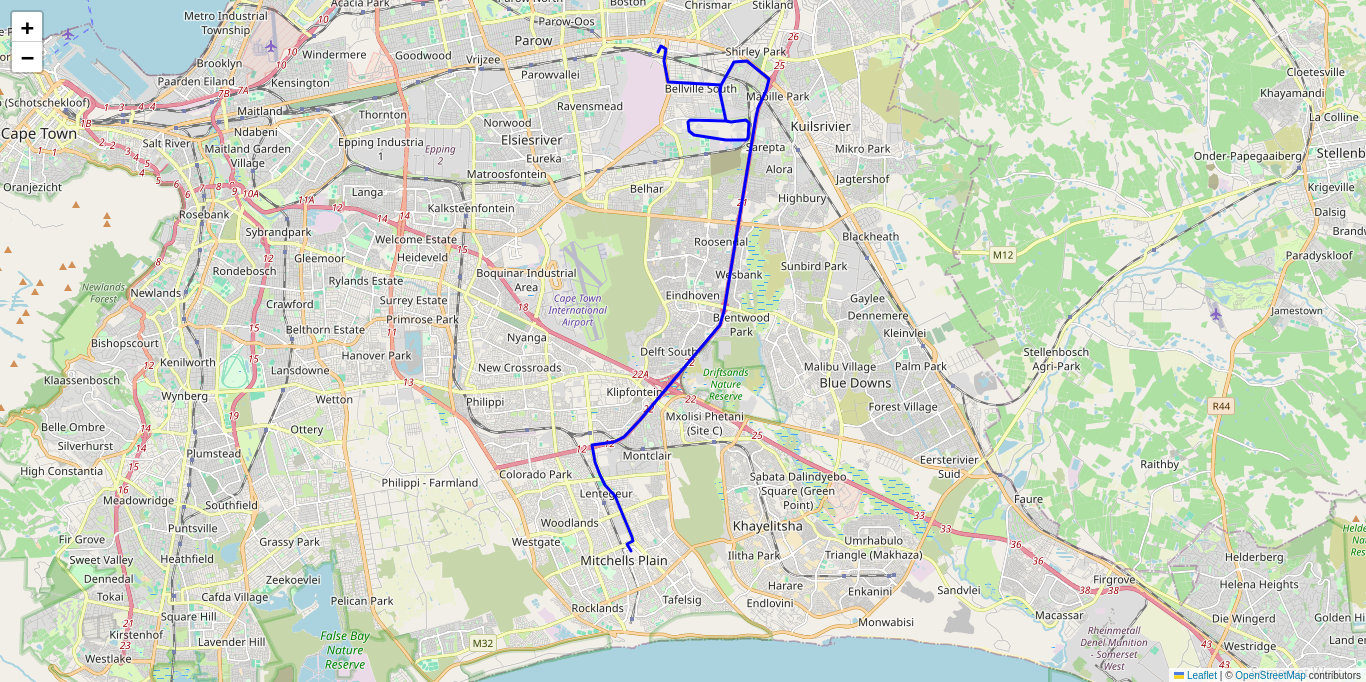 Acacia Park
Parow North
Boston
Chrismar
Stikland
Metro Industrial
Township
10
Parow-Oos
26
Parow
Shirley Park
Windermere
Goodwood
Vrijzee
25
Brooklyn
Parowvallei
Cloetesville
Paarden Eiland
Kensington
Bellville South
Mabille Park
Khayamandi
(Schotschekloof)
Maitland
Thornton
Ravensmead
La Colline
Cape Town
Ndabeni
Norwood
Kuilsrivier
Salt River
Maitland Garden
Village
Epping Industria
1
Epping
2
Elsiesrivier
Sarepta
Mikro Park
Onder-Papegaaiberg
Eureka
Matroosfontein
Alora
Jagtershof
Oranjezicht
Langa
Belhar
Krigeville
Kalksteenfontein
Highbury
Dalsig
Rosebank
Sybrandpark
Welcome Estate
Roosendal
Blackheath
Gleemoor
Heideveld
M12
Paradyskloof
Rondebosch
Boquinar Industrial
Area
Wesbank
Sunbird Park
Newlands
Forest
Newlands
Rylands Estate
Crawford
Surrey Estate
Cape Town
International
Airport
Eindhoven
Gaylee
Dennemere
Jamestown
Primrose Park
Brentwood
Park
Belthorn Estate
Kleinvlei
Bishopscourt
Nyanga
Hanover Park
Delft South
Stellenbosch
Agri-Park
Kenilworth
Lansdowne
New Crossroads
Malibu Village
Palm Park
Klaassenbosch
22A
Driftsands
Nature
Reserve
Blue Downs
Wynberg
Wetton
Philippi
Klipfontein
22
Forest Village
R44
Belle Ombre
Ottery
Mxolisi Phetani
(Site C)
Silverhurst
Plumstead
Montclair
Eersterivier
Suid
Raithby
High Constantia
Colorado Park
Philippi - Farmland
Sabata Dalindyebo
Square (Green
Point)
Meadowridge
Southfield
Lentegeur
Faure
Puntsville
Woodlands
Khayelitsha
Fir Grove
Grassy Park
Westgate
Umrhabulo
Triangle (Makhaza)
Sweet Valley
Heathfield
Mitchells Plain
Ilitha Park
Helderberg
Dennedal
Zeekoevlei
Harare
Enkanini
Firgrove
Helena Heights
Tokai
Cafda Village
Pelican Park
Rocklands
Tafelsig
Endlovini
Sandvlei
Macassar
Square Hill
Monwabisi
Die Wingerd
Kirstenhof
Lavender Hill
False Bay
Nature
Reserve
M32
Rheinmetall
Denel Munition
- Somerset
West
Westridge
Westlake
Leaflet | © OpenStreetMap contributors